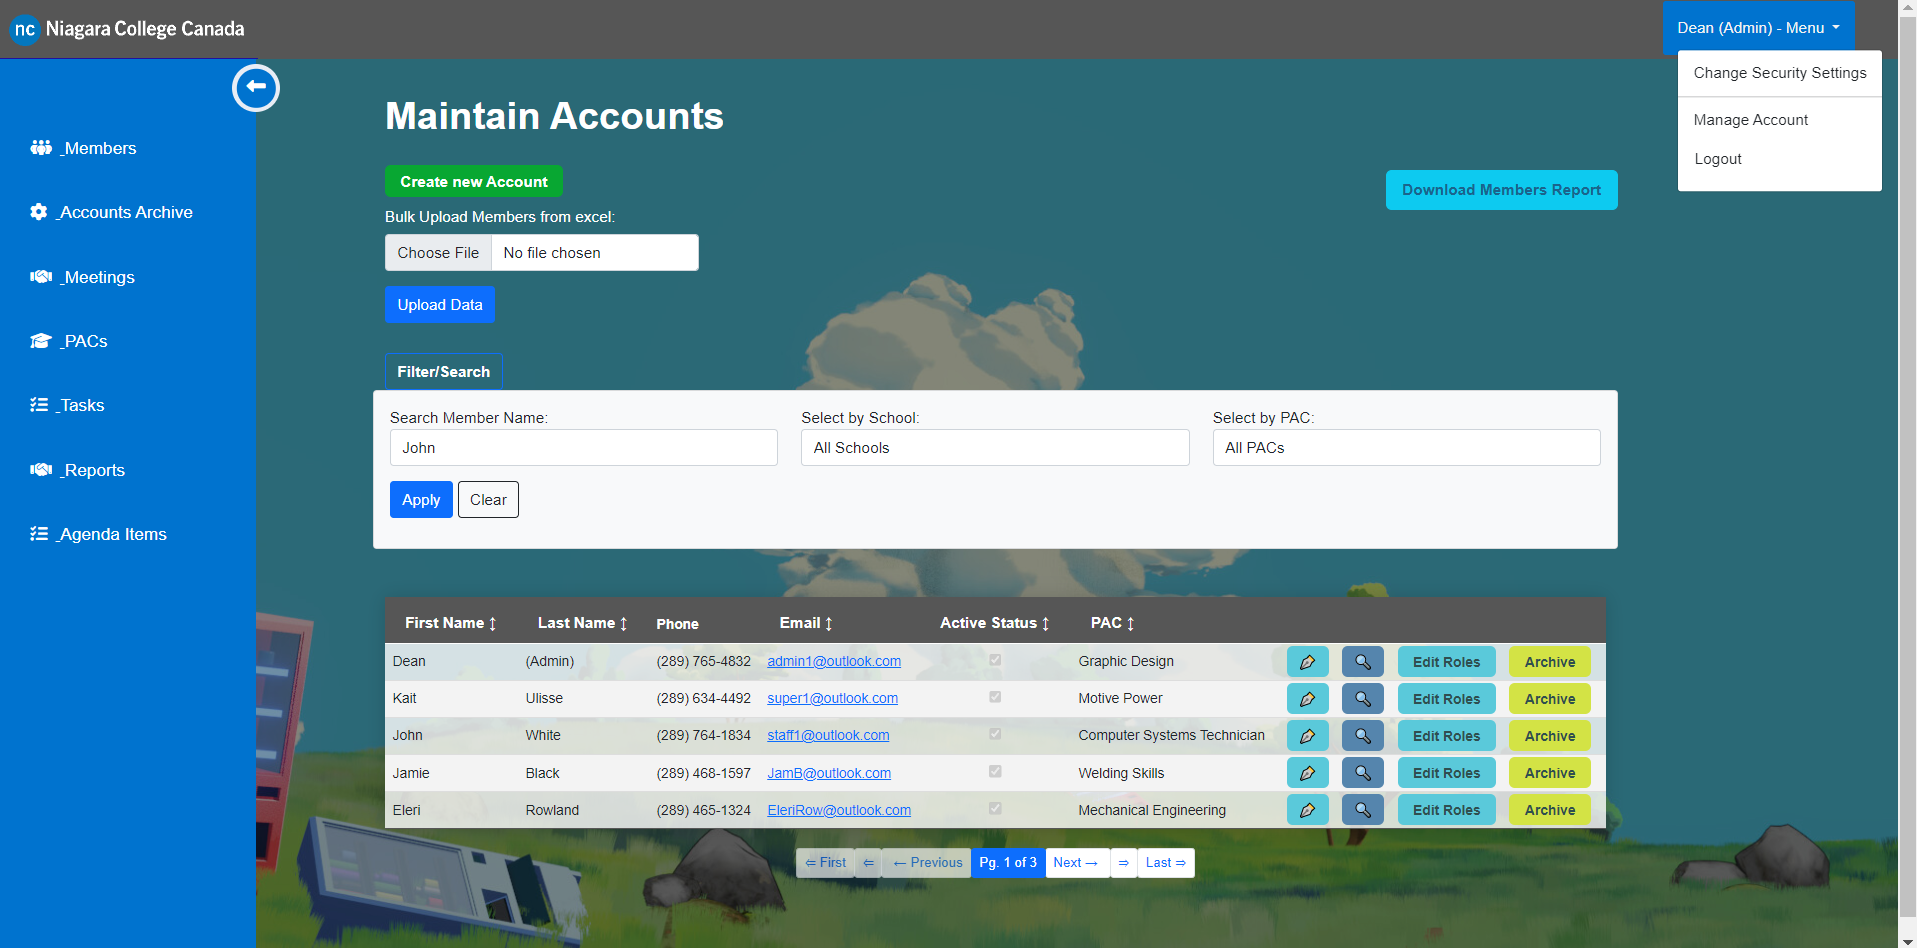 nc Niagara College Canada
Dean (Admin) - Menu
Change Security Settings
Manage Account
Logout
_Members
_Accounts Archive
_Meetings
_PACs
_Tasks
_Reports
_Agenda Items
Maintain Accounts
Create new Account
Download Members Report
Bulk Upload Members from excel:
Choose File No file chosen
Upload Data
Filter/Search
Search Member Name: Select by School: Select by PAC:
John All Schools All PACs
Apply Clear
First Name ↕ Last Name ↕ Phone Email ↕ Active Status ↕ PAC ↕
Dean (Admin) (289) 765-4832 admin1@outlook.com Graphic Design Edit Roles Archive
Kait Ulisse (289) 634-4492 super1@outlook.com Motive Power Edit Roles Archive
John White (289) 764-1834 staff1@outlook.com Computer Systems Technician Edit Roles Archive
Jamie Black (289) 468-1597 JamB@outlook.com Welding Skills Edit Roles Archive
Eleri Rowland (289) 465-1324 EleriRow@outlook.com Mechanical Engineering Edit Roles Archive
⇐ First ⇐ ← Previous Pg. 1 of 3 Next → ⇒ Last ⇒